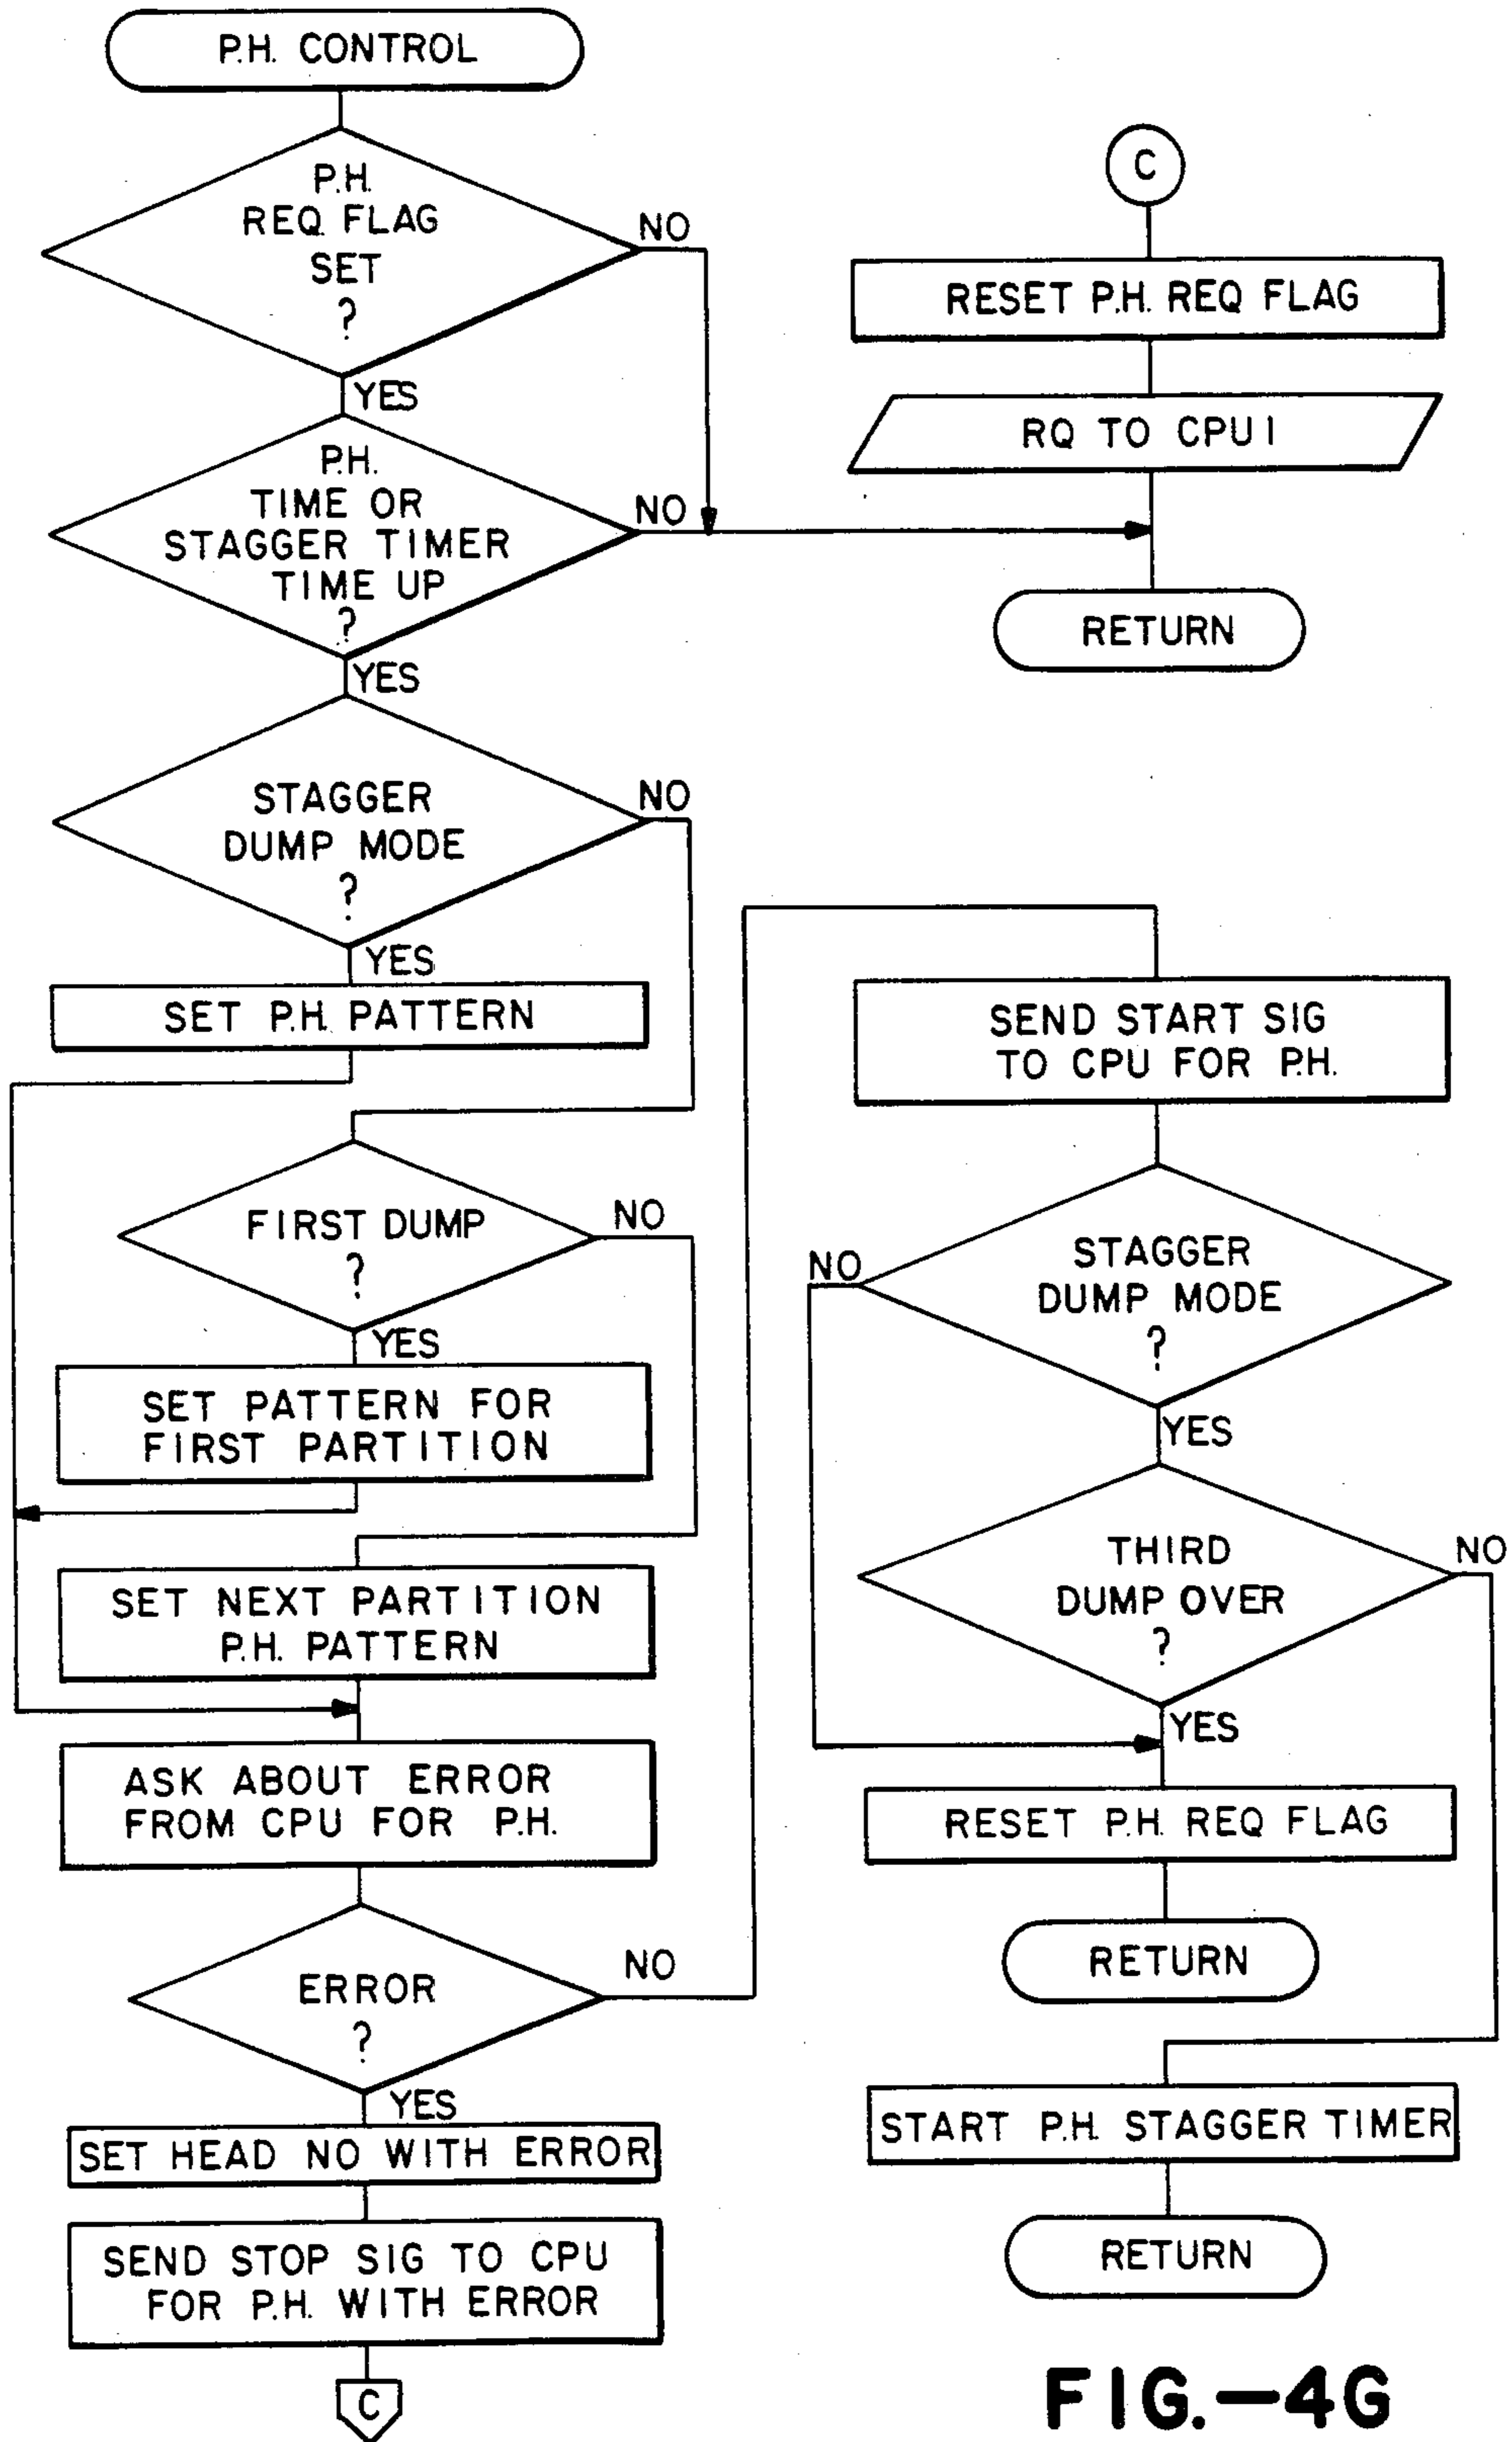 P.H. CONTROL
P.H.
REQ. FLAG
SET
?
NO
YES
P.H.
TIME OR
STAGGER TIMER
TIME UP
?
NO
YES
STAGGER
DUMP MODE
?
NO
YES
SET P.H. PATTERN
FIRST DUMP
?
NO
YES
SET PATTERN FOR
FIRST PARTITION
SET NEXT PARTITION
P.H. PATTERN
ASK ABOUT ERROR
FROM CPU FOR P.H.
ERROR
?
NO
YES
SET HEAD NO WITH ERROR
SEND STOP SIG TO CPU
FOR P.H. WITH ERROR
C
C
RESET P.H. REQ FLAG
RQ TO CPU I
RETURN
SEND START SIG
TO CPU FOR P.H.
STAGGER
DUMP MODE
?
NO
YES
THIRD
DUMP OVER
?
NO
YES
RESET P.H. REQ FLAG
RETURN
START P.H. STAGGER TIMER
RETURN
FIG.—4G